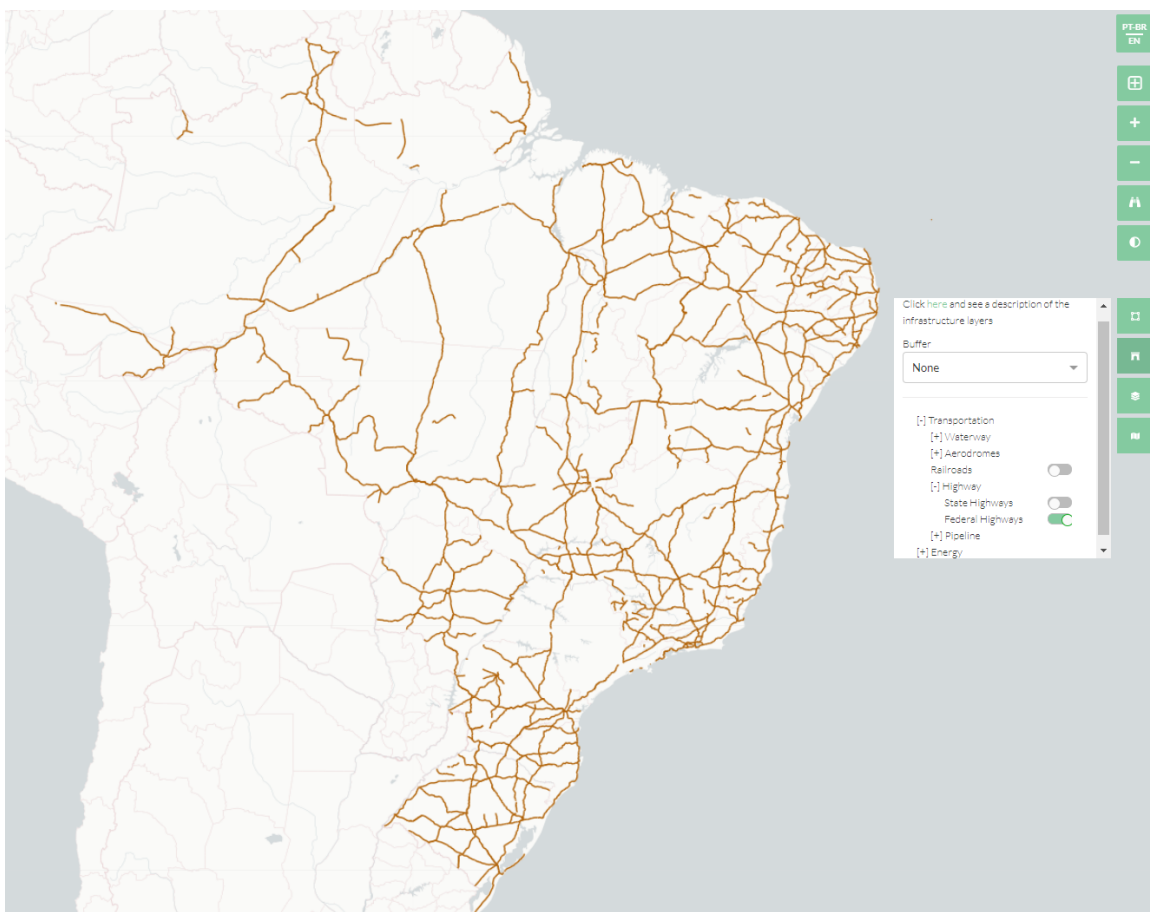 PT-BR
EN
Click here and see a description of the
infrastructure layers
Buffer
None
[-] Transportation
[+] Waterway
[+] Aerodromes
Railroads
[-] Highway
State Highways
Federal Highways
[+] Pipeline
[+] Energy